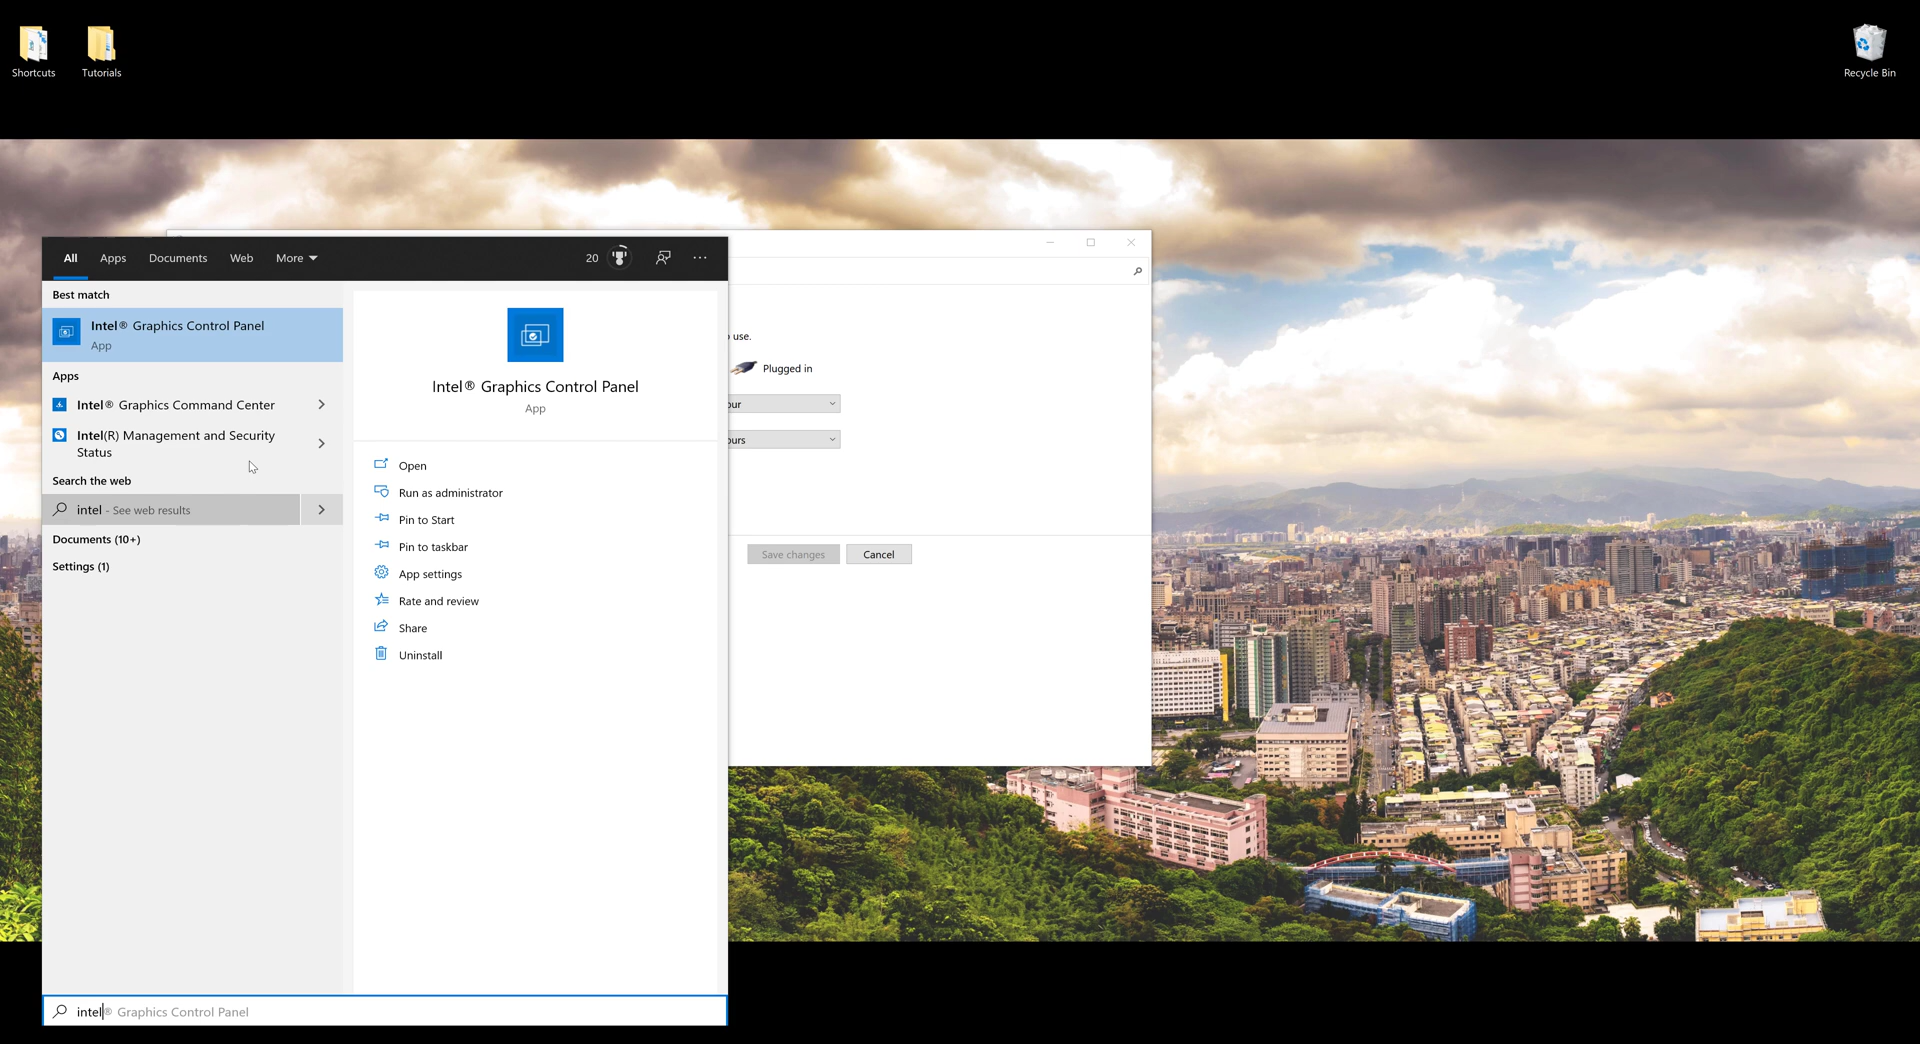 Shortcuts
Tutorials
Recycle Bin
All
Apps
Documents
Web
More
20
Best match
Intel® Graphics Control Panel
App
Apps
Intel® Graphics Command Center
Intel(R) Management and Security
Status
Search the web
intel - See web results
Documents (10+)
Settings (1)
Intel® Graphics Control Panel
App
Open
Run as administrator
Pin to Start
Pin to taskbar
App settings
Rate and review
Share
Uninstall
use.
Plugged in
our
ours
Save changes
Cancel
intel® Graphics Control Panel